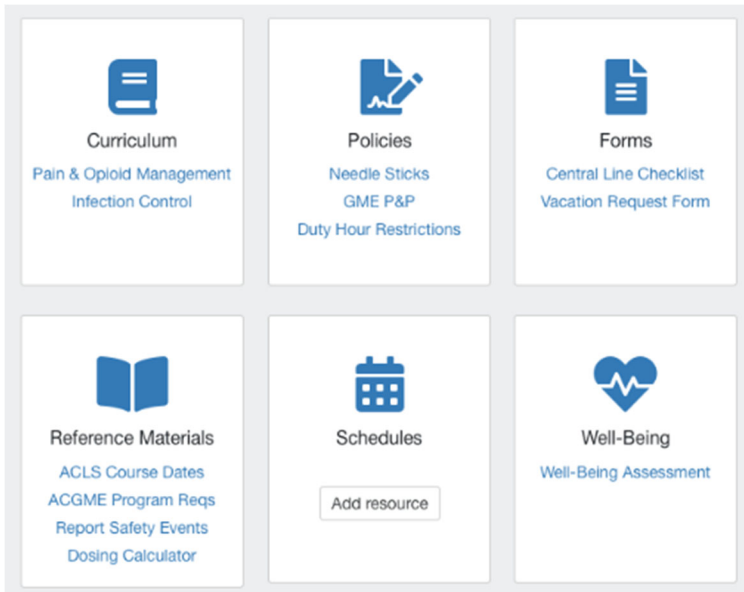 Curriculum
Pain & Opioid Management
Infection Control
Policies
Needle Sticks
GME P&P
Duty Hour Restrictions
Forms
Central Line Checklist
Vacation Request Form
Reference Materials
ACLS Course Dates
ACGME Program Reqs
Report Safety Events
Dosing Calculator
Schedules
Add resource
Well-Being
Well-Being Assessment